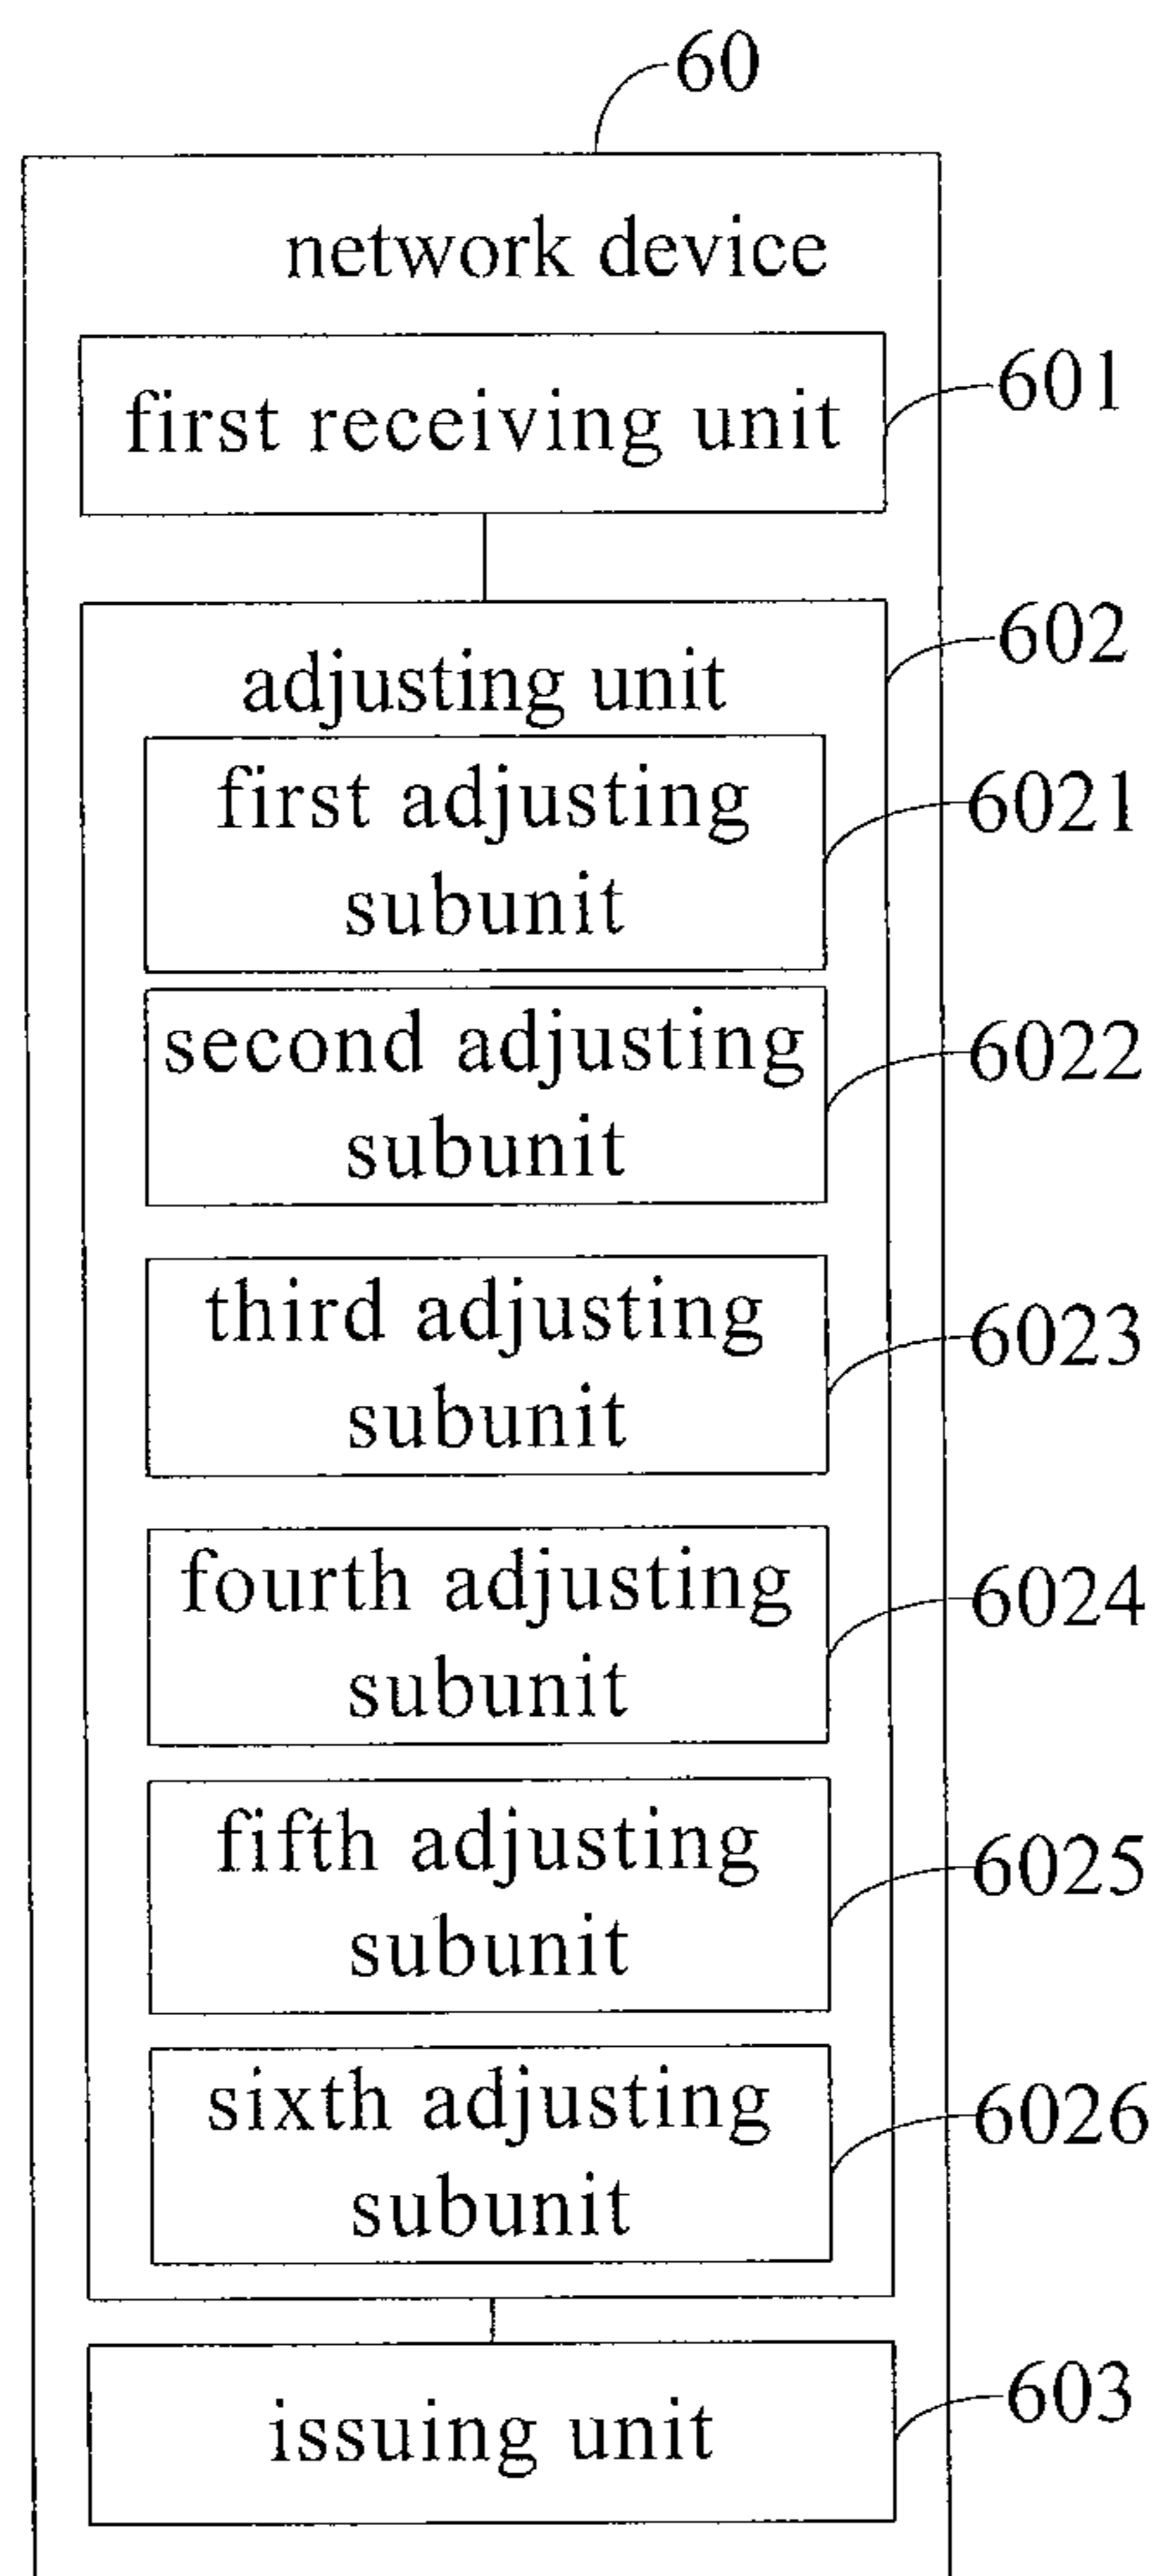 60
network device
first receiving unit
601
adjusting unit
602
first adjusting
subunit
6021
second adjusting
subunit
6022
third adjusting
subunit
6023
fourth adjusting
subunit
6024
fifth adjusting
subunit
6025
sixth adjusting
subunit
6026
issuing unit
603